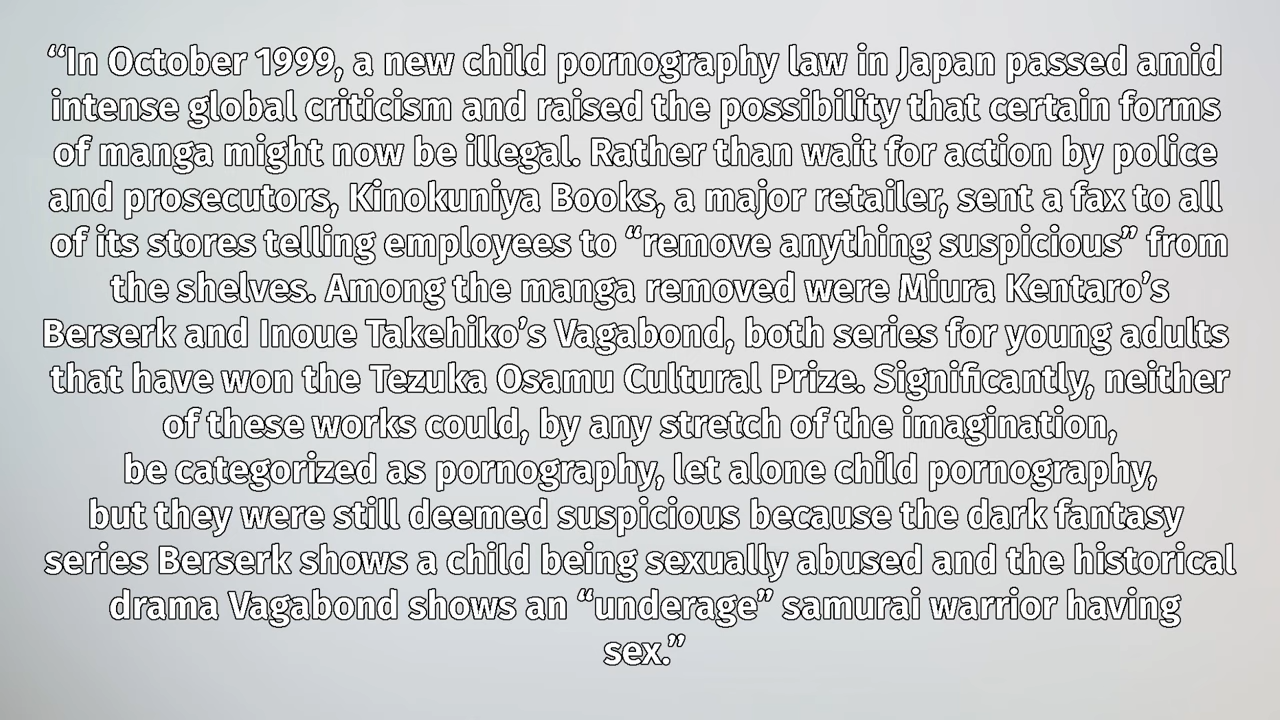 “In October 1999, a new child pornography law in Japan passed amid
intense global criticism and raised the possibility that certain forms
of manga might now be illegal. Rather than wait for action by police
and prosecutors, Kinokuniya Books, a major retailer, sent a fax to all
of its stores telling employees to “remove anything suspicious” from
the shelves. Among the manga removed were Miura Kentaro’s
Berserk and Inoue Takehiko’s Vagabond, both series for young adults
that have won the Tezuka Osamu Cultural Prize. Significantly, neither
of these works could, by any stretch of the imagination,
be categorized as pornography, let alone child pornography,
but they were still deemed suspicious because the dark fantasy
series Berserk shows a child being sexually abused and the historical
drama Vagabond shows an “underage” samurai warrior having
sex.”